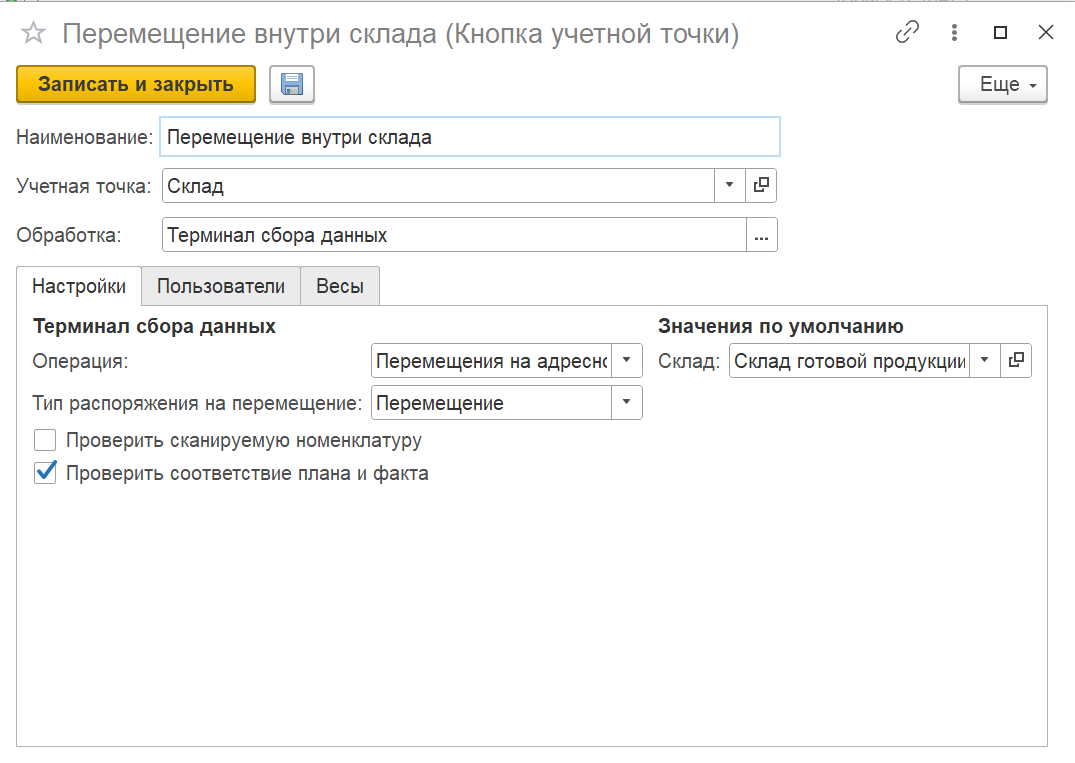 Перемещение внутри склада (Кнопка учетной точки)
Записать и закрыть
Еще
Наименование: Перемещение внутри склада
Учетная точка: Склад
Обработка: Терминал сбора данных ...
Настройки Пользователи Весы
Терминал сбора данных Значения по умолчанию
Операция: Перемещения на адресно Склад: Склад готовой продукции
Тип распоряжения на перемещение: Перемещение
Проверить сканируемую номенклатуру
Проверить соответствие плана и факта